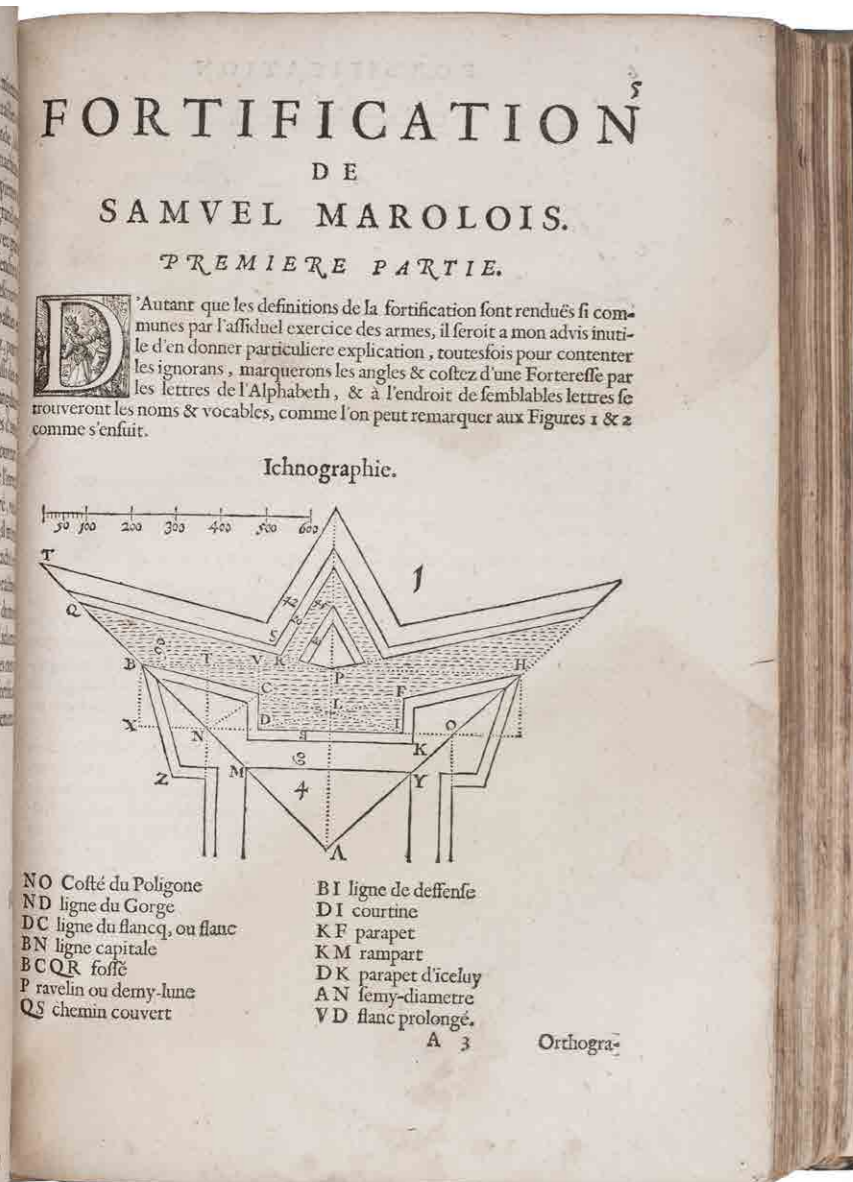 5
FORTIFICATION
DE
SAMVEL MAROLOIS.
PREMIERE PARTIE.
D'Autant que les definitions de la fortification ſont renduës ſi com-
munes par l'aſſiduel exercice des armes, il ſeroit a mon advis inuti-
le d'en donner particuliere explication, toutesfois pour contenter
les ignorans, marquerons les angles & coſtez d'une Fortereſſe par
les lettres de l'Alphabeth, & à l'endroit de ſemblables lettres ſe
trouveront les noms & vocables, comme l'on peut remarquer aux Figures 1 & 2
comme s'enſuit.
Ichnographie.
50 100 200 300 400 500 600
T
1
Q
S
E
B T V K P H
C F
L
X N D I O
K
Z M Y
4
A
NO Coſté du Poligone
ND ligne du Gorge
DC ligne du flancq, ou flanc
BN ligne capitale
BCQR foſſé
P ravelin ou demy-lune
QS chemin couvert
BI ligne de deffenſe
DI courtine
KF parapet
KM rampart
DK parapet d'iceluy
AN ſemy-diametre
VD flanc prolongé.
A 3 Orthogra-